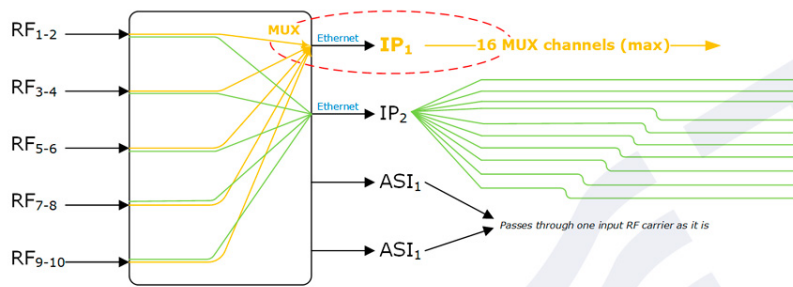 RF1-2
RF3-4
RF5-6
RF7-8
RF9-10
MUX
Ethernet
IP1
16 MUX channels (max)
Ethernet
IP2
ASI1
ASI1
Passes through one input RF carrier as it is